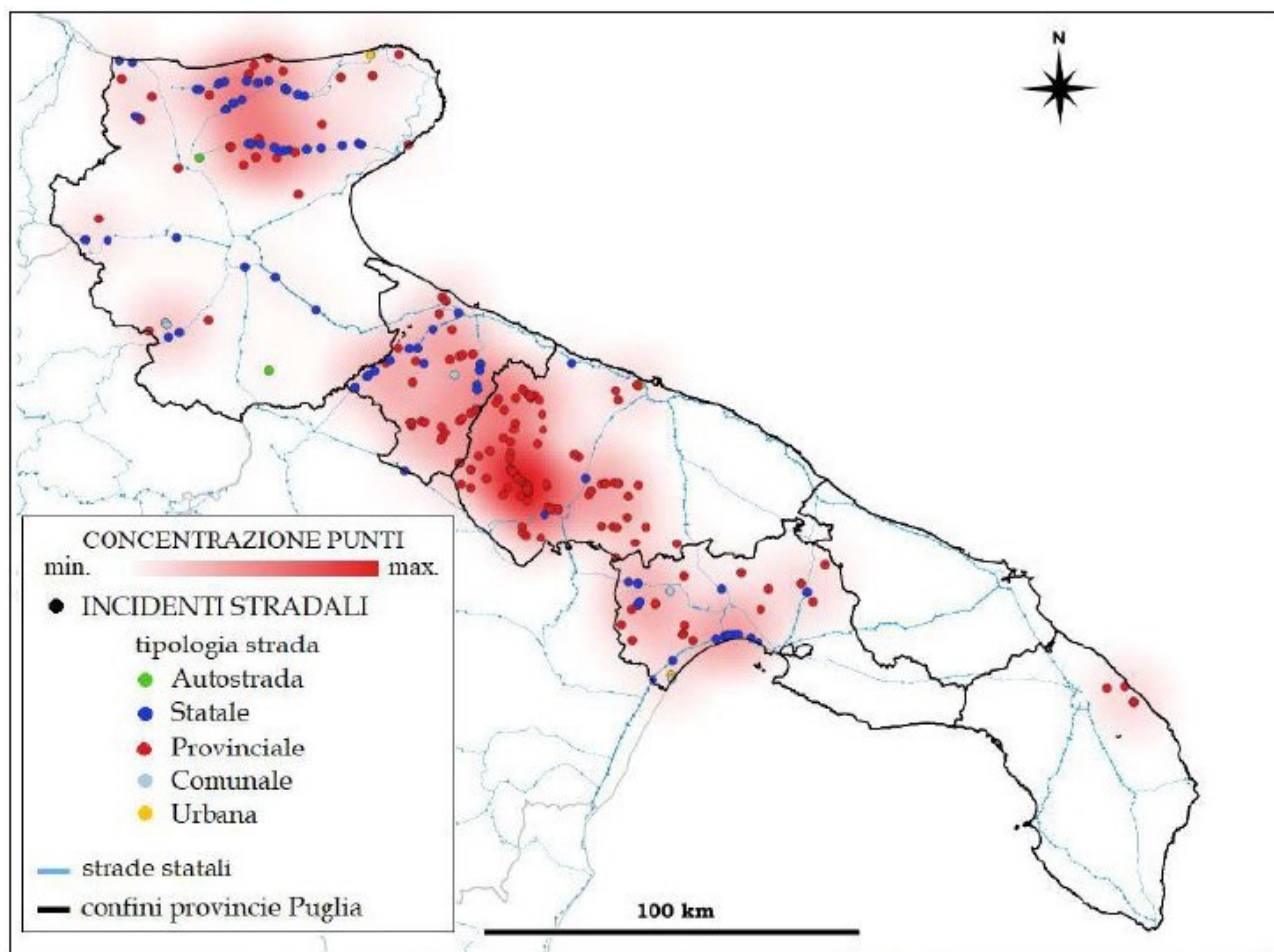 N
CONCENTRAZIONE PUNTI
min. max.
INCIDENTI STRADALI
tipologia strada
Autostrada
Statale
Provinciale
Comunale
Urbana
strade statali
confini provincie Puglia
100 km